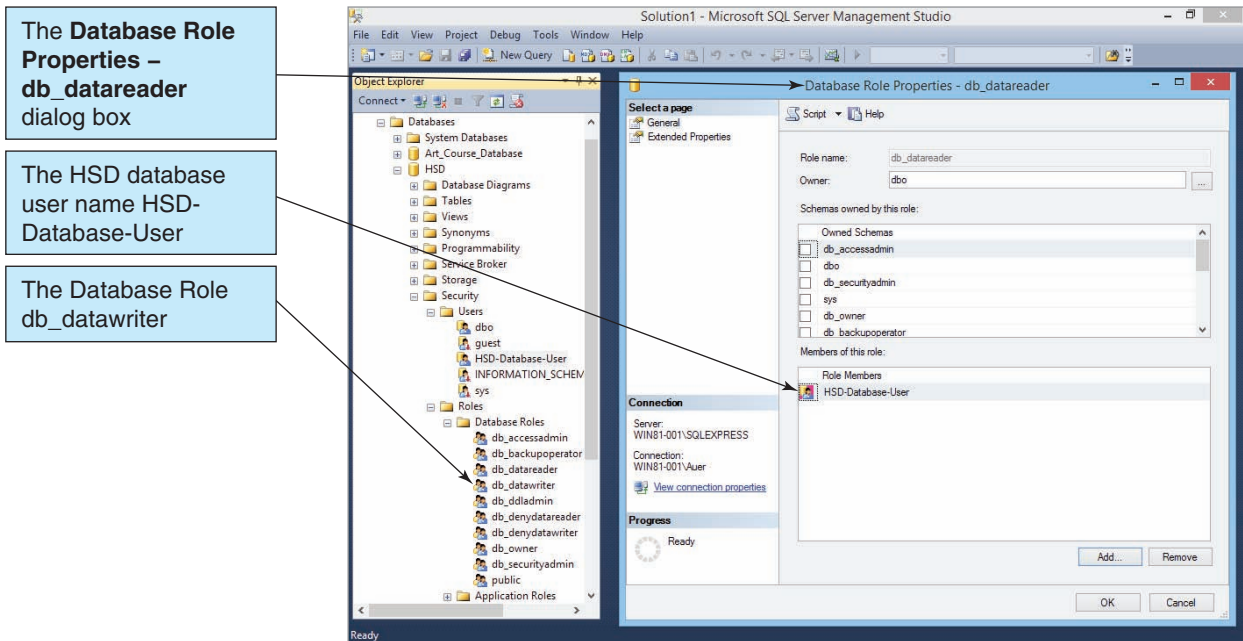 The Database Role
Properties –
db_datareader
dialog box
The HSD database
user name HSD-
Database-User
The Database Role
db_datawriter
Solution1 - Microsoft SQL Server Management Studio
File Edit View Project Debug Tools Window Help
New Query
Object Explorer
Connect
Databases
System Databases
Art_Course_Database
HSD
Database Diagrams
Tables
Views
Synonyms
Programmability
Service Broker
Storage
Security
Users
dbo
guest
HSD-Database-User
INFORMATION_SCHEM
sys
Roles
Database Roles
db_accessadmin
db_backupoperator
db_datareader
db_datawriter
db_ddladmin
db_denydatareader
db_denydatawriter
db_owner
db_securityadmin
public
Application Roles
Ready
Database Role Properties - db_datareader
Select a page
General
Extended Properties
Script Help
Role name: db_datareader
Owner: dbo
...
Schemas owned by this role:
Owned Schemas
db_accessadmin
dbo
db_securityadmin
sys
db_owner
db_backupoperator
Members of this role:
Role Members
HSD-Database-User
Connection
Server:
WIN81-001\SQLEXPRESS
Connection:
WIN81-001\Auer
View connection properties
Progress
Ready
Add... Remove
OK Cancel